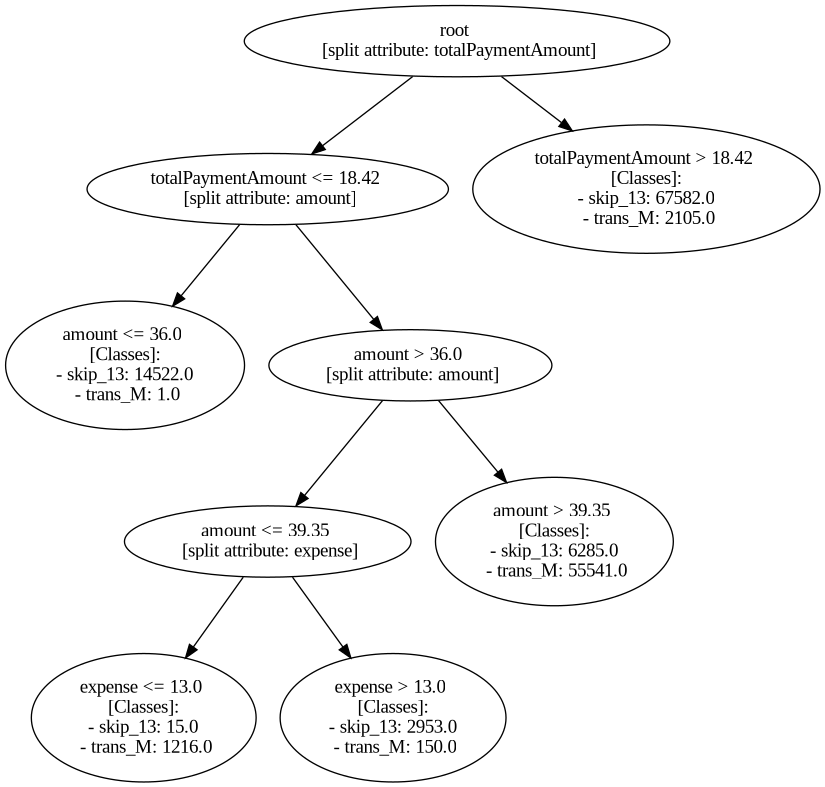 root
[split attribute: totalPaymentAmount]
totalPaymentAmount <= 18.42
[split attribute: amount]
totalPaymentAmount > 18.42
[Classes]:
- skip_13: 67582.0
- trans_M: 2105.0
amount <= 36.0
[Classes]:
- skip_13: 14522.0
- trans_M: 1.0
amount > 36.0
[split attribute: amount]
amount <= 39.35
[split attribute: expense]
amount > 39.35
[Classes]:
- skip_13: 6285.0
- trans_M: 55541.0
expense <= 13.0
[Classes]:
- skip_13: 15.0
- trans_M: 1216.0
expense > 13.0
[Classes]:
- skip_13: 2953.0
- trans_M: 150.0